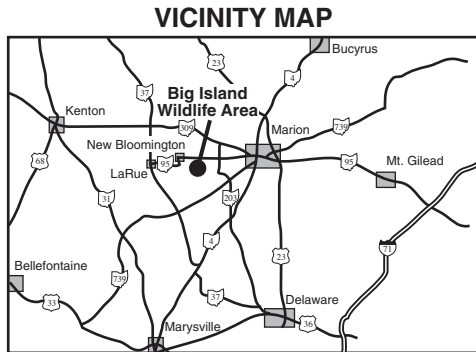 VICINITY MAP
23
Bucyrus
37
4
Big Island
Wildlife Area
Kenton
Marion
309
739
New Bloomington
95
95
68
LaRue
Mt. Gilead
31
203
4
71
23
Bellefontaine
739
37
Delaware
33
36
Marysville